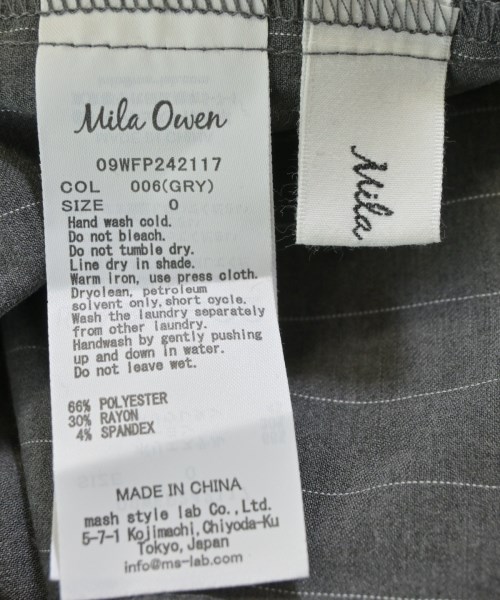 Mila Owen
09WFP242117
COL 006(GRY)
SIZE 0
Hand wash cold.
Do not bleach.
Do not tumble dry.
Line dry in shade.
Warm Iron, use press cloth.
Dryclean, petroleum
solvent only,short cycle.
Wash the laundry separately
from other laundry.
Handwash by gently pushing
up and down in water.
Do not leave wet.
66% POLYESTER
30% RAYON
4% SPANDEX
MADE IN CHINA
mash style lab Co.,Ltd.
5-7-1 Kojimachi,Chiyoda-Ku
Tokyo,Japan
info@ms-lab.com
Mila